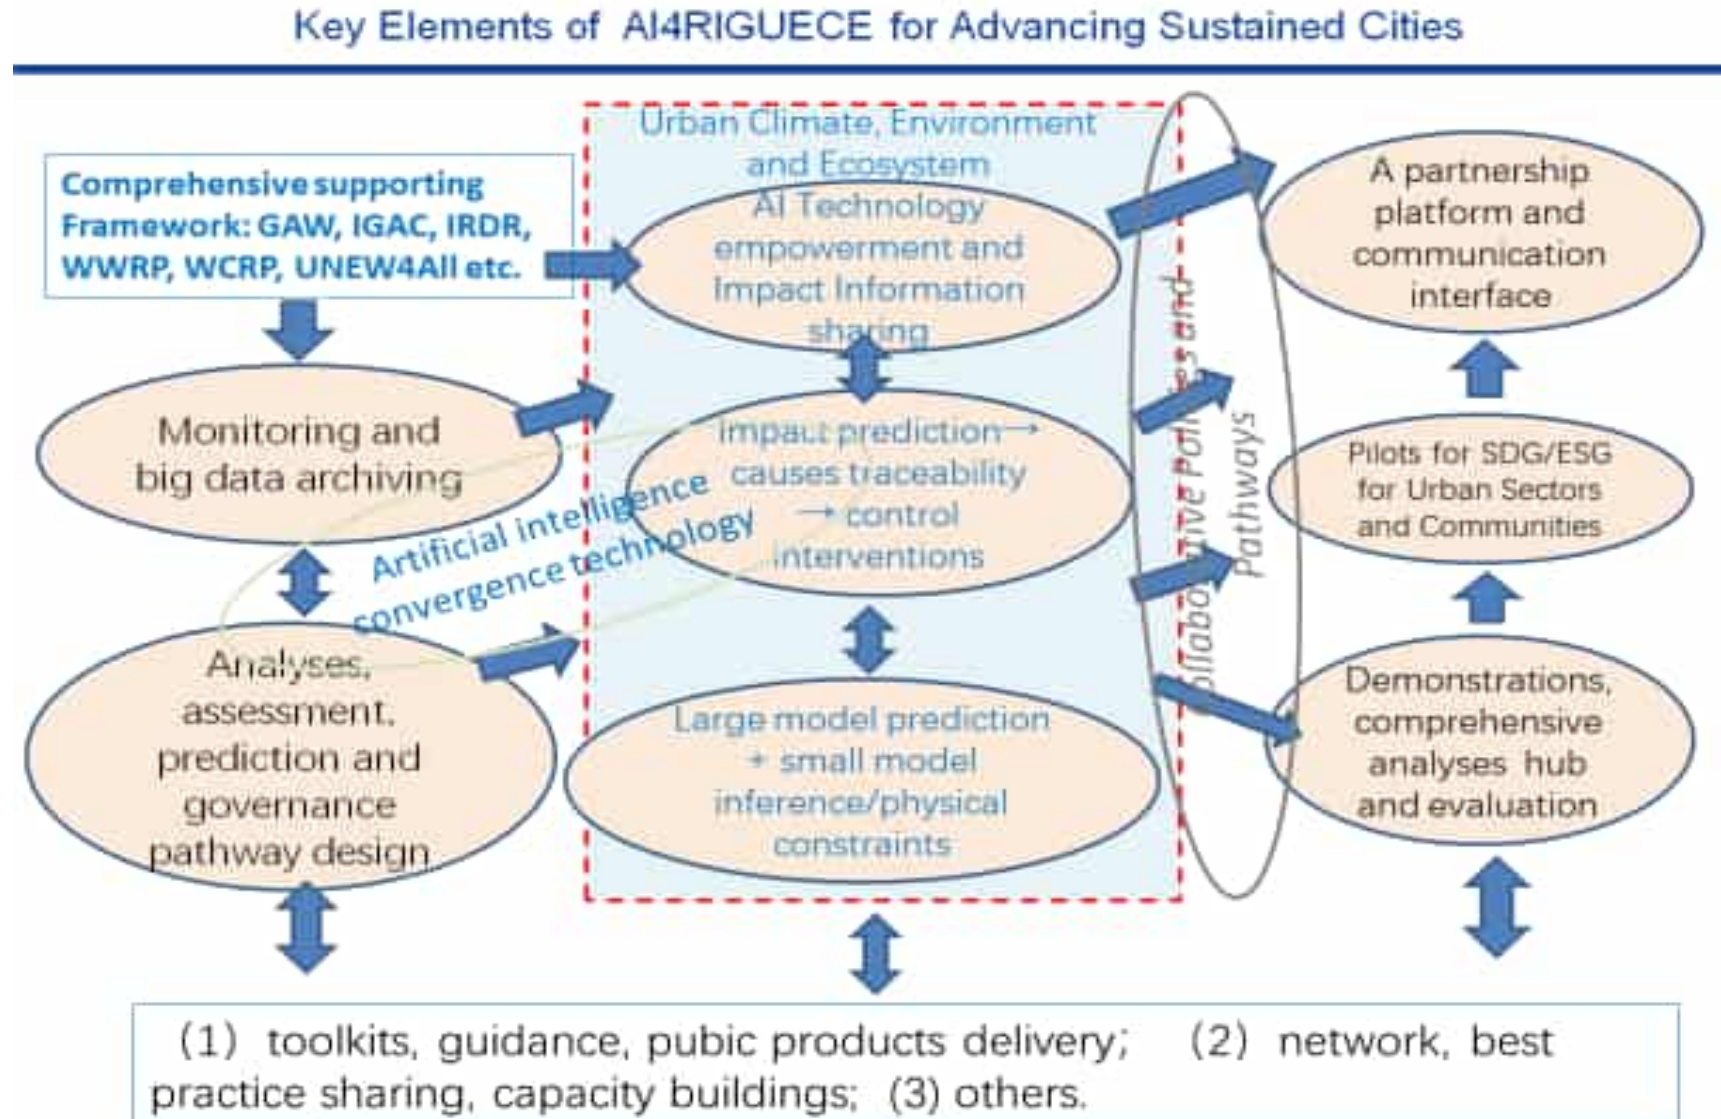 Key Elements of AI4RIGUECE for Advancing Sustained Cities
Comprehensive supporting
Framework: GAW, IGAC, IRDR,
WWRP, WCRP, UNEW4All etc.
Monitoring and
big data archiving
Analyses,
assessment,
prediction and
governance
pathway design
Artificial intelligence
convergence technology
Urban Climate, Environment
and Ecosystem
AI Technology
empowerment and
Impact Information
sharing
impact prediction→
causes traceability
→ control
interventions
Large model prediction
+ small model
inference/physical
constraints
Collaborative Policies and
Pathways
A partnership
platform and
communication
interface
Pilots for SDG/ESG
for Urban Sectors
and Communities
Demonstrations,
comprehensive
analyses hub
and evaluation
(1) toolkits, guidance, pubic products delivery; (2) network, best
practice sharing, capacity buildings; (3) others.